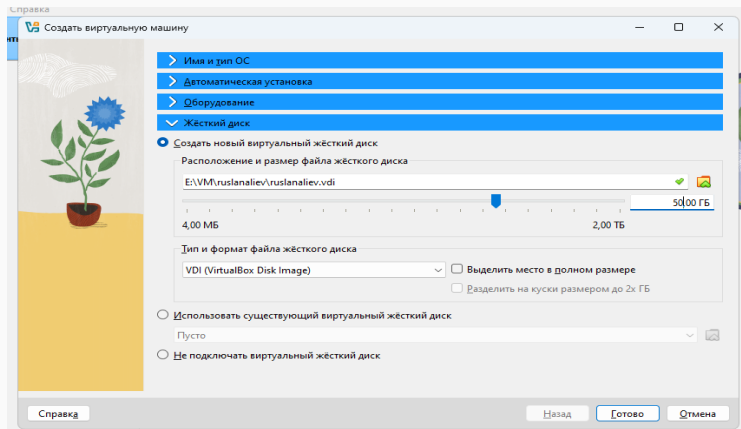 Справка
Создать виртуальную машину
Имя и тип ОС
Автоматическая установка
Оборудование
Жёсткий диск
Создать новый виртуальный жёсткий диск
Расположение и размер файла жёсткого диска
E:\VM\ruslanaliev\ruslanaliev.vdi
50,00 ГБ
4,00 МБ 2,00 ТБ
Тип и формат файла жёсткого диска
VDI (VirtualBox Disk Image) Выделить место в полном размере
Разделить на куски размером до 2х ГБ
Использовать существующий виртуальный жёсткий диск
Пусто
Не подключать виртуальный жёсткий диск
Справка Назад Готово Отмена